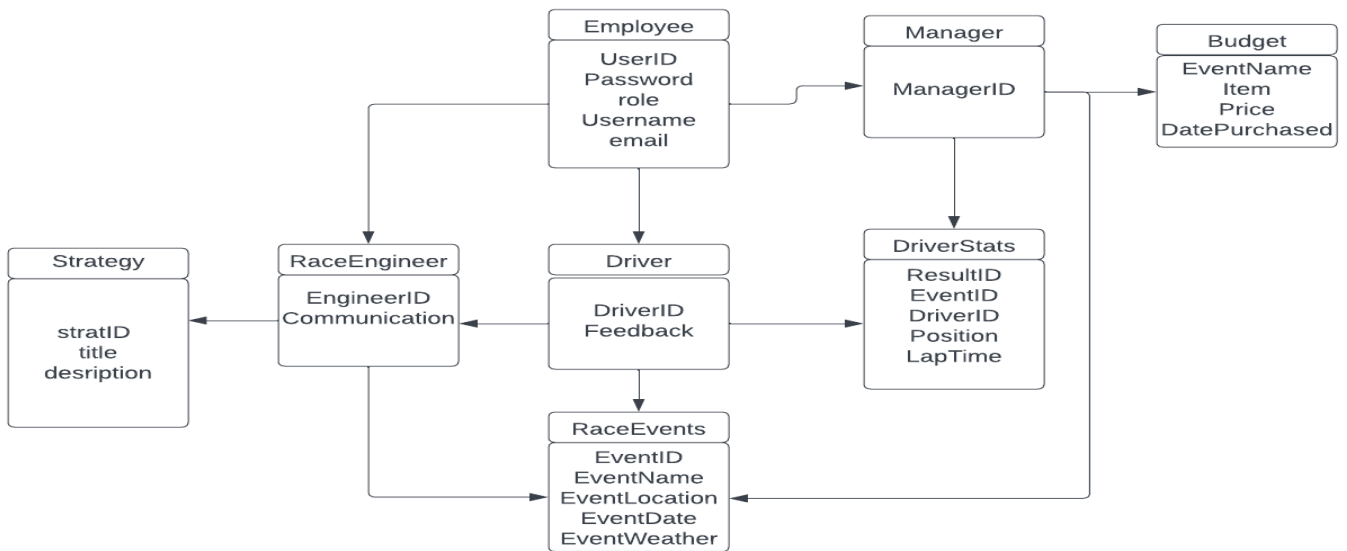 Employee
UserID
Password
role
Username
email
Manager
ManagerID
Budget
EventName
Item
Price
DatePurchased
Strategy
stratID
title
desription
RaceEngineer
EngineerID
Communication
Driver
DriverID
Feedback
DriverStats
ResultID
EventID
DriverID
Position
LapTime
RaceEvents
EventID
EventName
EventLocation
EventDate
EventWeather